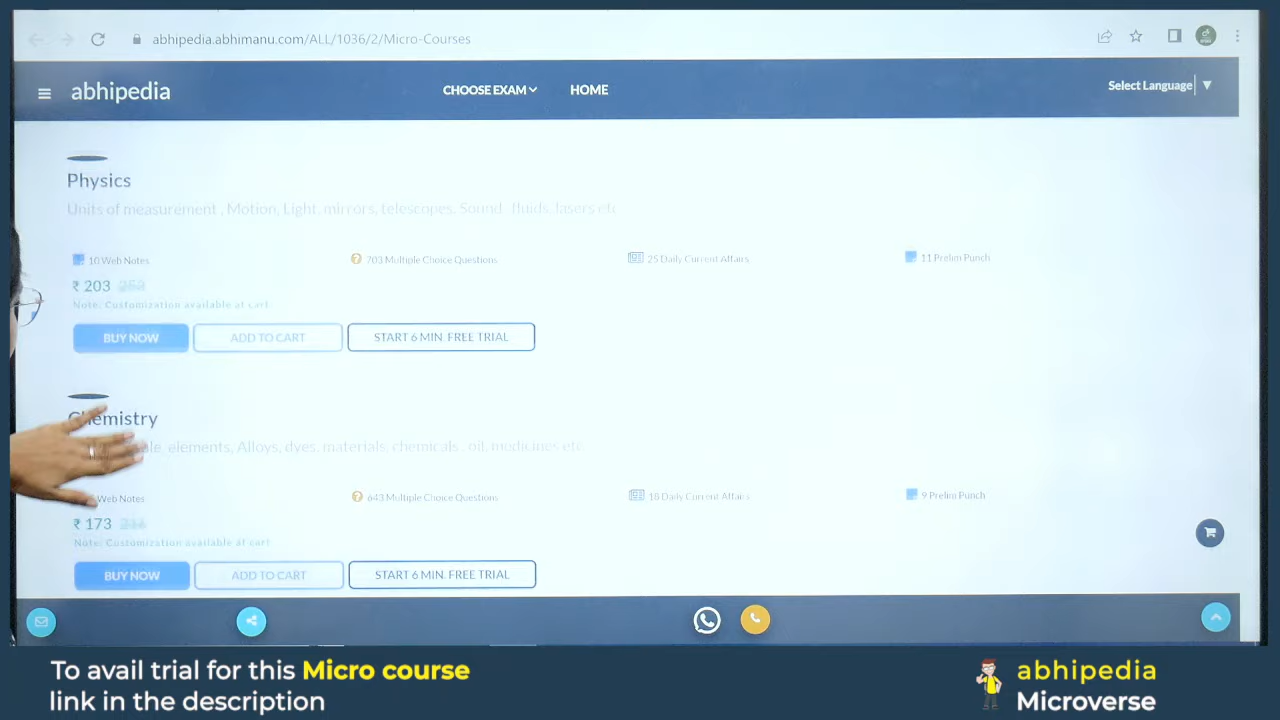 abhipedia.abhimanu.com/ALL/1036/2/Micro-Courses
abhipedia
CHOOSE EXAM
HOME
Select Language
Physics
Units of measurement , Motion, Light, mirrors, telescopes, Sound, fluids, lasers etc
10 Web Notes
703 Multiple Choice Questions
25 Daily Current Affairs
11 Prelim Punch
₹ 203
Note: Customization available at cart
BUY NOW
ADD TO CART
START 6 MIN. FREE TRIAL
Chemistry
elements, Alloys, dyes, materials, chemicals, oil, medicines etc
Web Notes
643 Multiple Choice Questions
18 Daily Current Affairs
9 Prelim Punch
₹ 173
Note: Customization available at cart
BUY NOW
ADD TO CART
START 6 MIN. FREE TRIAL
To avail trial for this Micro course
link in the description
abhipedia
Microverse